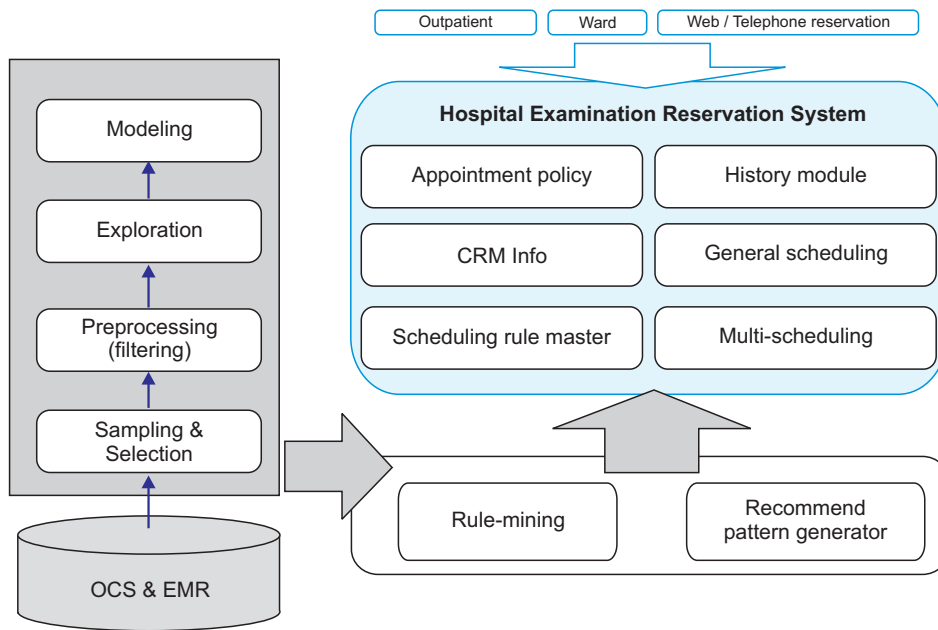 Outpatient
Ward
Web / Telephone reservation
Hospital Examination Reservation System
Modeling
Exploration
Preprocessing
(filtering)
Sampling &
Selection
OCS & EMR
Appointment policy
History module
CRM Info
General scheduling
Scheduling rule master
Multi-scheduling
Rule-mining
Recommend
pattern generator